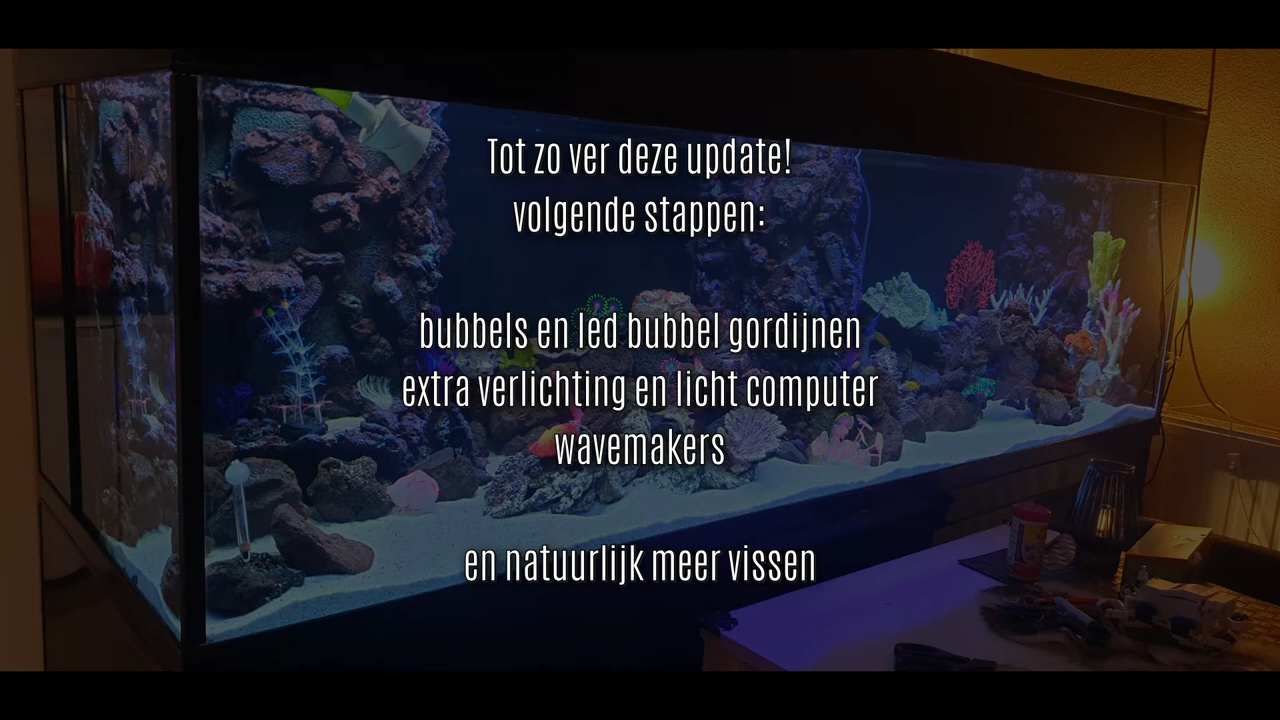 Tot zo ver deze update!
volgende stappen:
bubbels en led bubbel gordijnen
extra verlichting en licht computer
wavemakers
en natuurlijk meer vissen